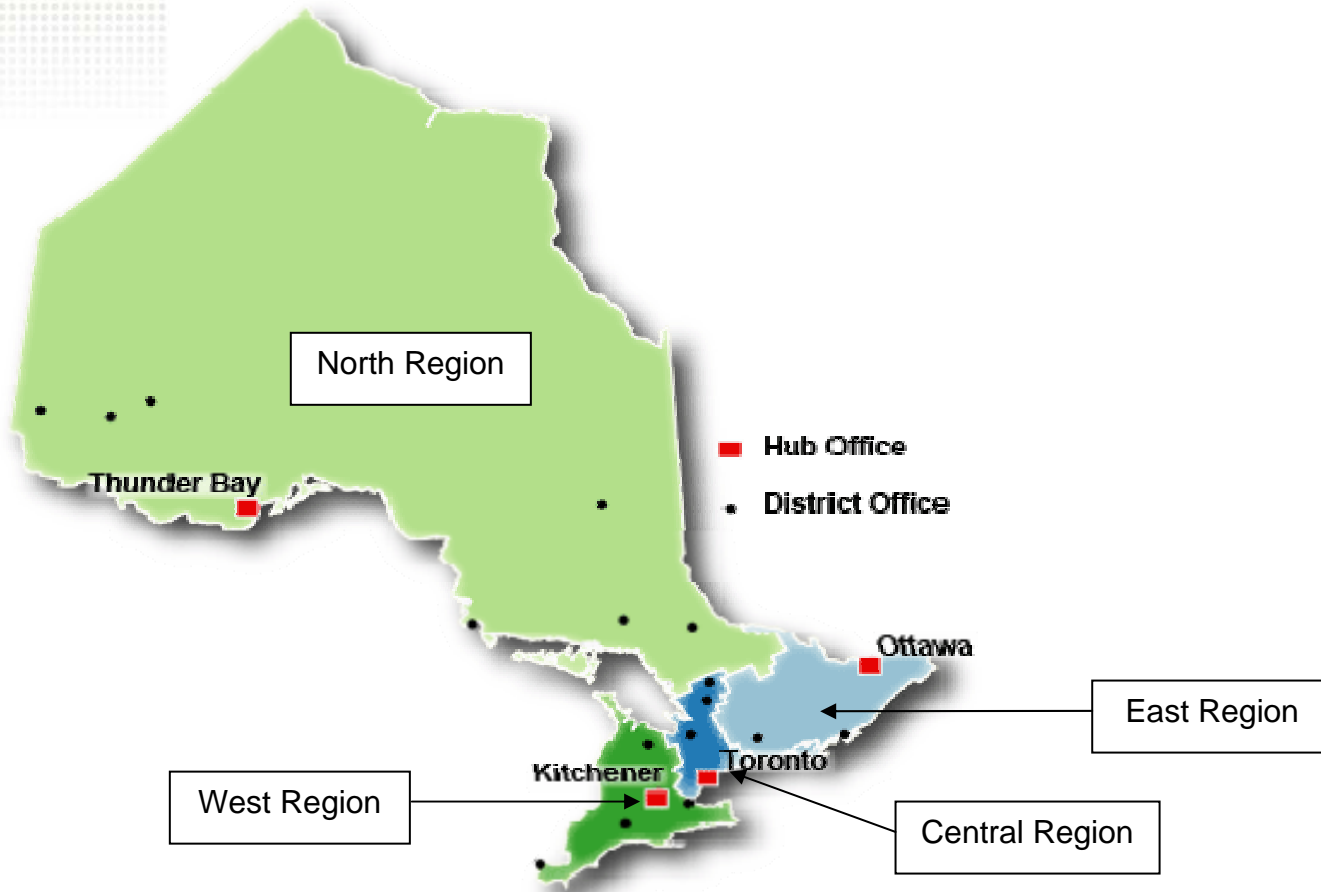 North Region
Hub Office
Thunder Bay
District Office
Ottawa
East Region
Toronto
Kitchener
West Region
Central Region